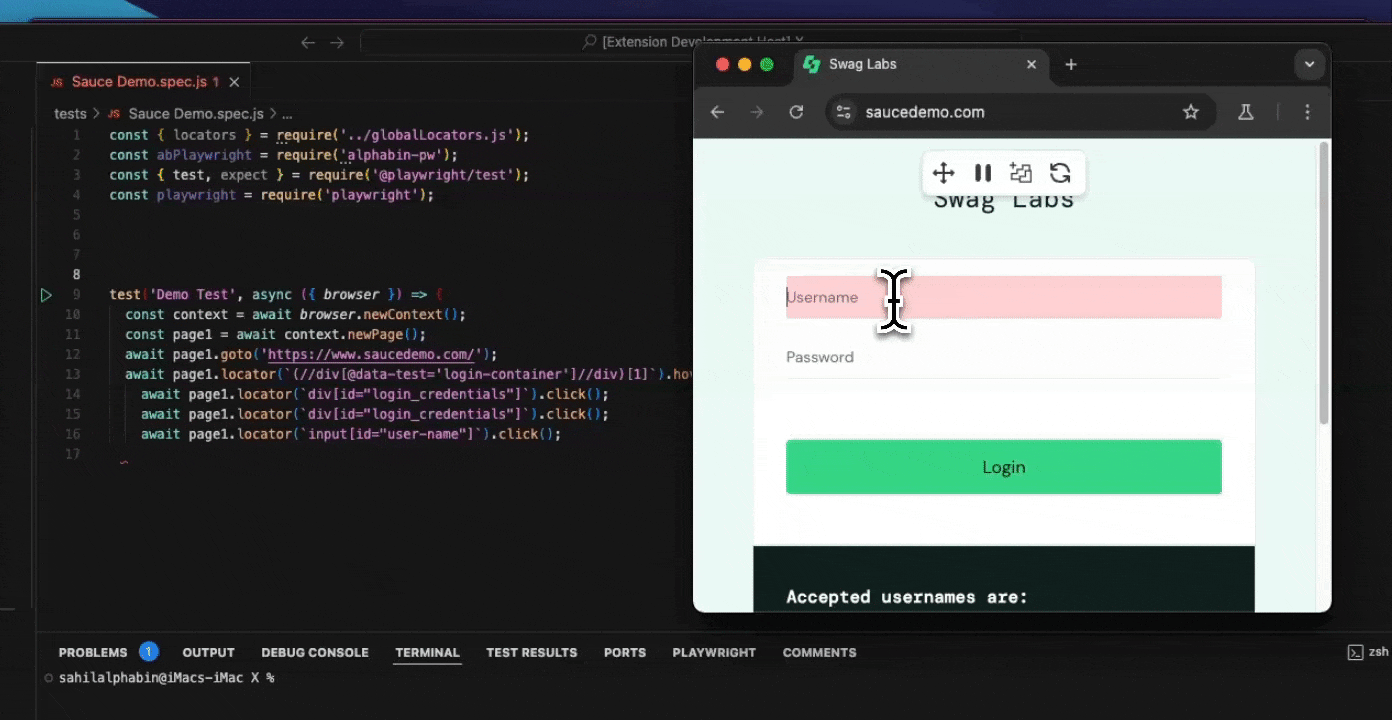 [Extension Development Host] X
JS Sauce Demo.spec.js 1
tests > JS Sauce Demo.spec.js > ...
1 const { locators } = require('../globalLocators.js');
2 const abPlaywright = require('alphabin-pw');
3 const { test, expect } = require('@playwright/test');
4 const playwright = require('playwright');
5
6
7
8
9 test('Demo Test', async ({ browser }) => {
10 const context = await browser.newContext();
11 const page1 = await context.newPage();
12 await page1.goto('https://www.saucedemo.com/');
13 await page1.locator(`(//div[@data-test='login-container']//div)[1]`).hov
14 await page1.locator(`div[id="login_credentials"]`).click();
15 await page1.locator(`div[id="login_credentials"]`).click();
16 await page1.locator(`input[id="user-name"]`).click();
17
Swag Labs
saucedemo.com
Swag Labs
Username
Password
Login
Accepted usernames are:
PROBLEMS 1 OUTPUT DEBUG CONSOLE TERMINAL TEST RESULTS PORTS PLAYWRIGHT COMMENTS
zsh
sahilalphabin@iMacs-iMac X %